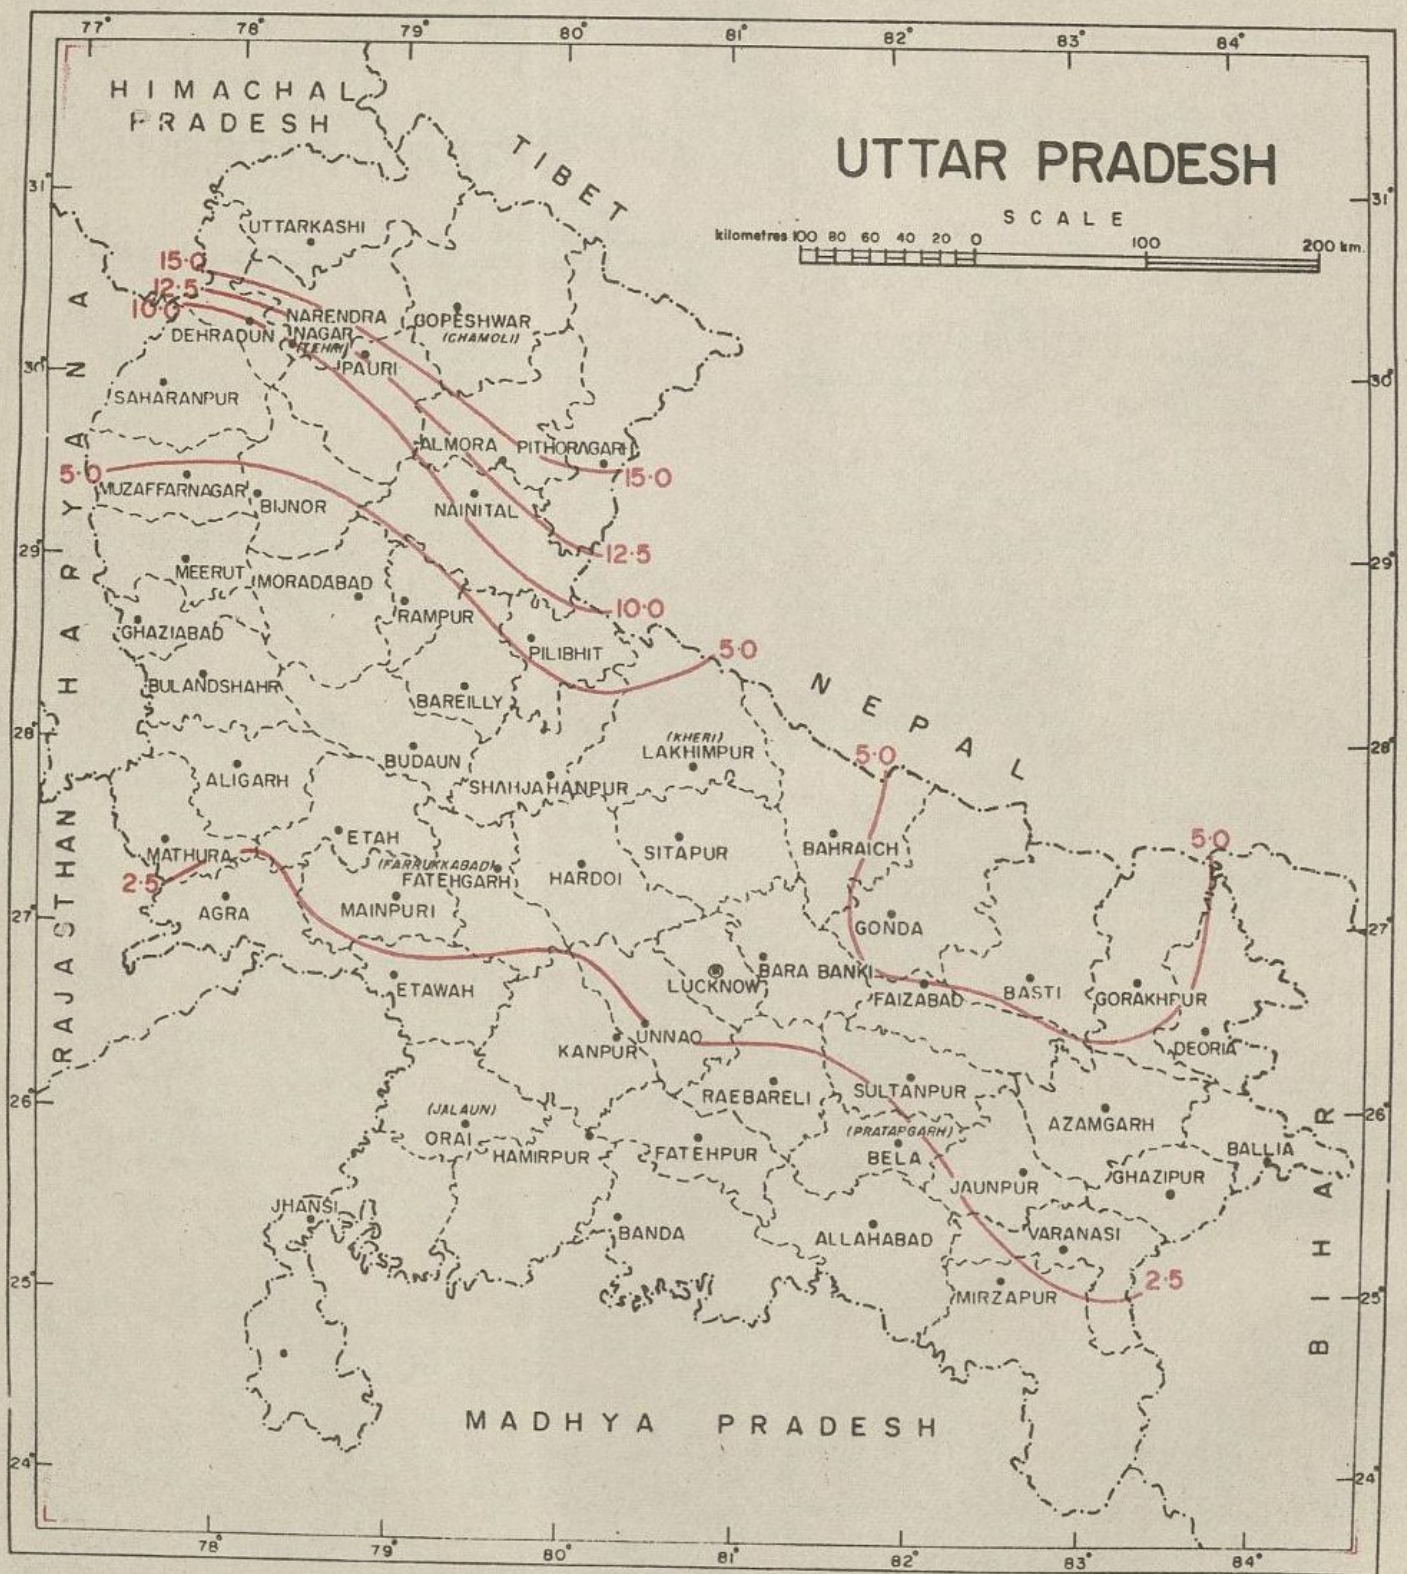 77° 78° 79° 80° 81° 82° 83° 84°
HIMACHAL
PRADESH
TIBET
UTTAR PRADESH
SCALE
kilometres 100 80 60 40 20 0 100 200 km.
31° 31°
UTTARKASHI
15·0
12·5
10·0
NARENDRA
NAGAR
(TEHRI)
GOPESHWAR
(CHAMOLI)
DEHRADUN
PAURI
30° 30°
HARYANA
SAHARANPUR
ALMORA
PITHORAGARH
15·0
5·0
MUZAFFARNAGAR
BIJNOR
NAINITAL
12·5
29° 29°
MEERUT
MORADABAD
RAMPUR
10·0
GHAZIABAD
PILIBHIT
5·0
BULANDSHAHR
BAREILLY
NEPAL
28° 28°
(KHERI)
LAKHIMPUR
5·0
BUDAUN
ALIGARH
SHAHJAHANPUR
RAJASTHAN
ETAH
MATHURA
(FARRUKKABAD)
FATEHGARH
HARDOI
SITAPUR
BAHRAICH
5·0
2·5
27° 27°
AGRA
MAINPURI
GONDA
ETAWAH
LUCKNOW
BARA BANKI
FAIZABAD
BASTI
GORAKHPUR
KANPUR
UNNAO
DEORIA
26° 26°
RAEBARELI
SULTANPUR
(JALAUN)
ORAI
HAMIRPUR
FATEHPUR
(PRATAPGARH)
BELA
AZAMGARH
BALLIA
JAUNPUR
GHAZIPUR
BIHAR
JHANSI
BANDA
ALLAHABAD
VARANASI
25° 25°
MIRZAPUR
2·5
MADHYA PRADESH
24° 24°
78° 79° 80° 81° 82° 83° 84°